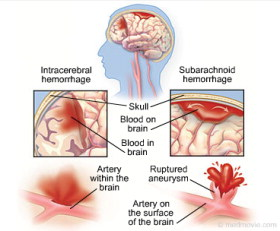 Intracerebral
hemorrhage
Subarachnoid
hemorrhage
Skull
Blood on
brain
Blood in
brain
Artery
within the
brain
Ruptured
aneurysm
Artery on
the surface
of the brain